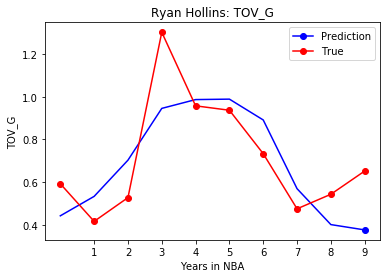 Ryan Hollins: TOV_G
Prediction
True
1.2
1.0
0.8
0.6
0.4
TOV_G
1 2 3 4 5 6 7 8 9
Years in NBA